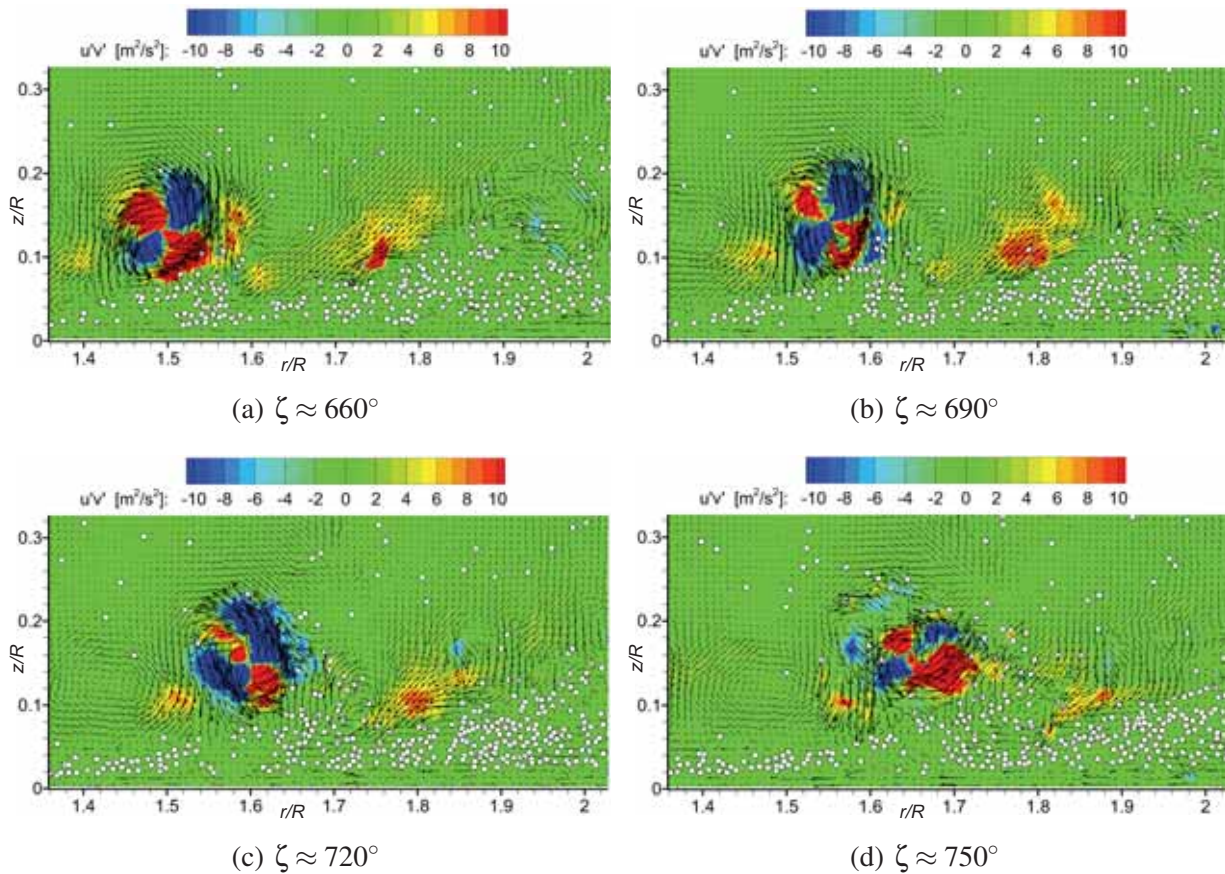 u'v' [m²/s²]: -10 -8 -6 -4 -2 0 2 4 6 8 10
z/R
0.3
0.2
0.1
0
1.4 1.5 1.6 1.7 1.8 1.9 2
r/R
(a) ζ ≈ 660°
u'v' [m²/s²]: -10 -8 -6 -4 -2 0 2 4 6 8 10
z/R
0.3
0.2
0.1
0
1.4 1.5 1.6 1.7 1.8 1.9 2
r/R
(b) ζ ≈ 690°
u'v' [m²/s²]: -10 -8 -6 -4 -2 0 2 4 6 8 10
z/R
0.3
0.2
0.1
0
1.4 1.5 1.6 1.7 1.8 1.9 2
r/R
(c) ζ ≈ 720°
u'v' [m²/s²]: -10 -8 -6 -4 -2 0 2 4 6 8 10
z/R
0.3
0.2
0.1
0
1.4 1.5 1.6 1.7 1.8 1.9 2
r/R
(d) ζ ≈ 750°